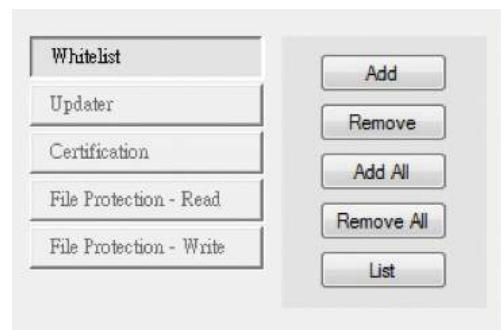 Whitelist
Updater
Certification
File Protection - Read
File Protection - Write
Add
Remove
Add All
Remove All
List